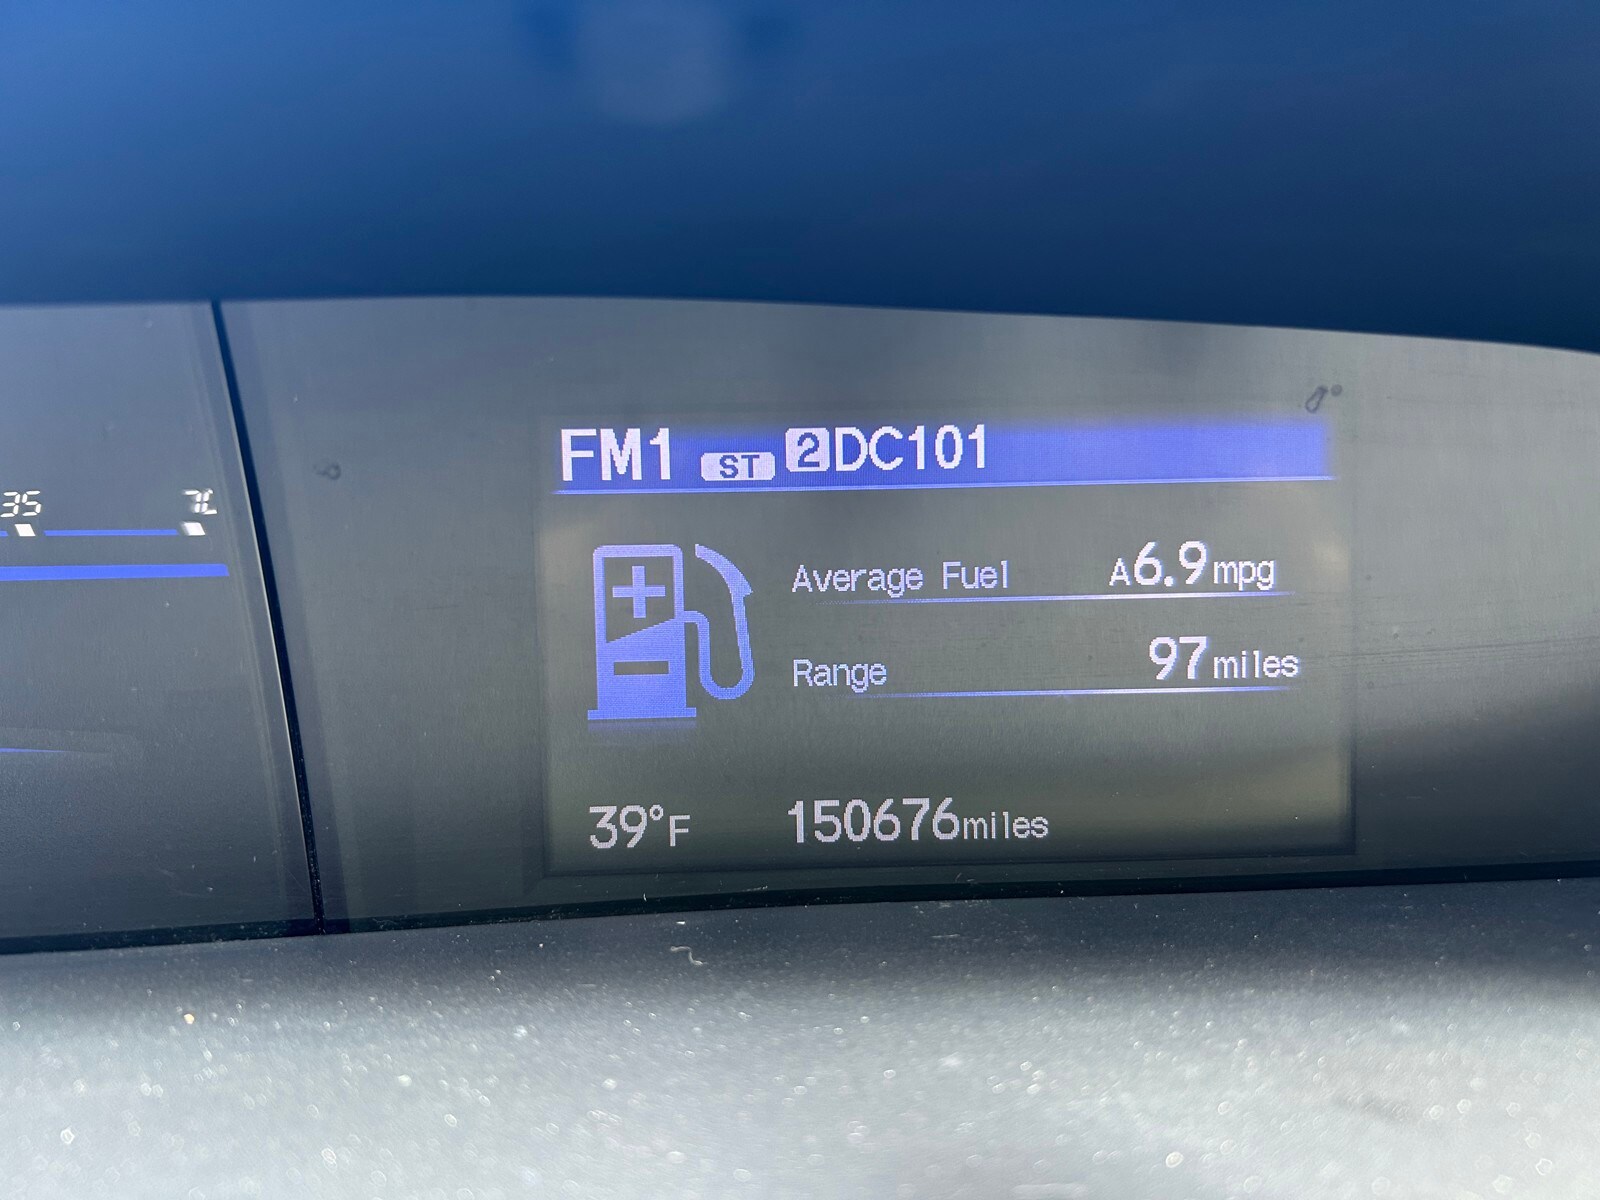 FM1 ST 2 DC101
35
Average Fuel A6.9mpg
Range 97miles
39°F 150676miles